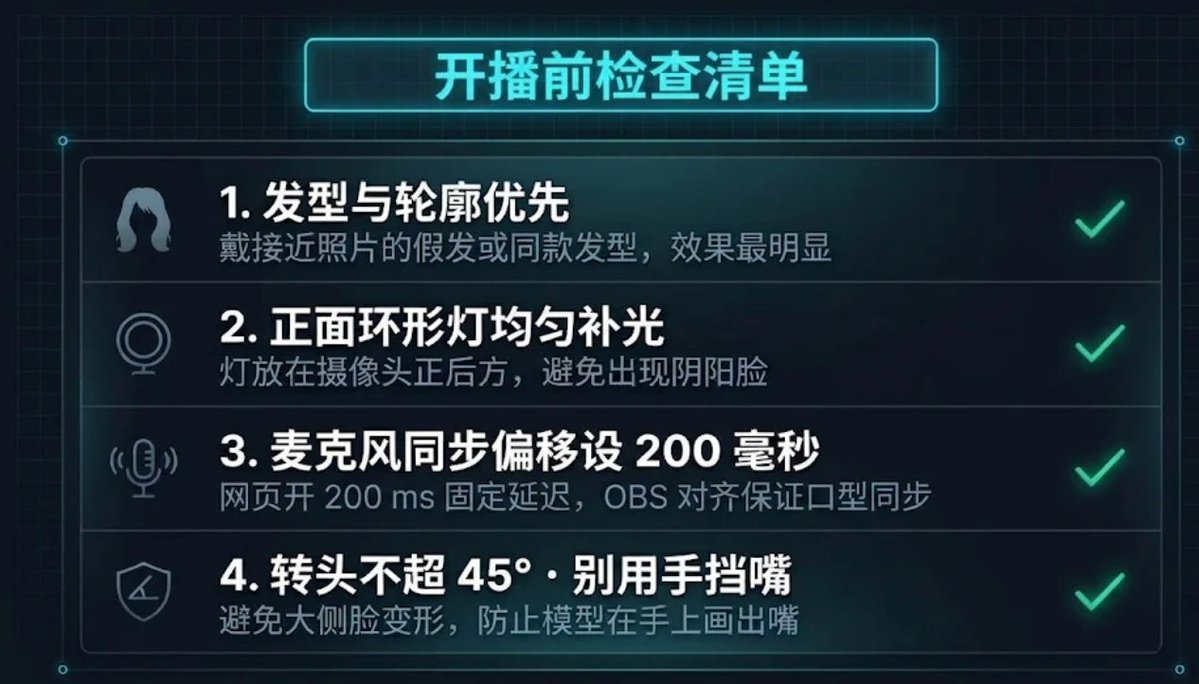 开播前检查清单
1. 发型与轮廓优先
戴接近照片的假发或同款发型，效果最明显
2. 正面环形灯均匀补光
灯放在摄像头正后方，避免出现阴阳脸
3. 麦克风同步偏移设 200 毫秒
网页开 200 ms 固定延迟，OBS 对齐保证口型同步
4. 转头不超 45° · 别用手挡嘴
避免大侧脸变形，防止模型在手上画出嘴